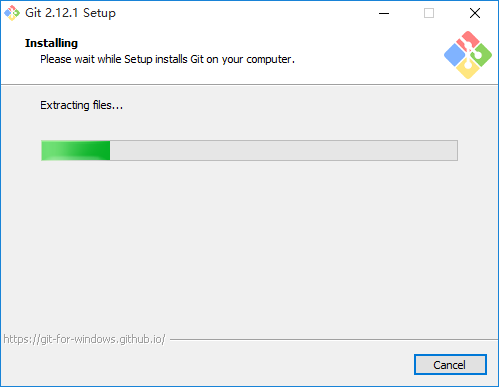 Git 2.12.1 Setup
Installing
Please wait while Setup installs Git on your computer.
Extracting files...
https://git-for-windows.github.io/
Cancel